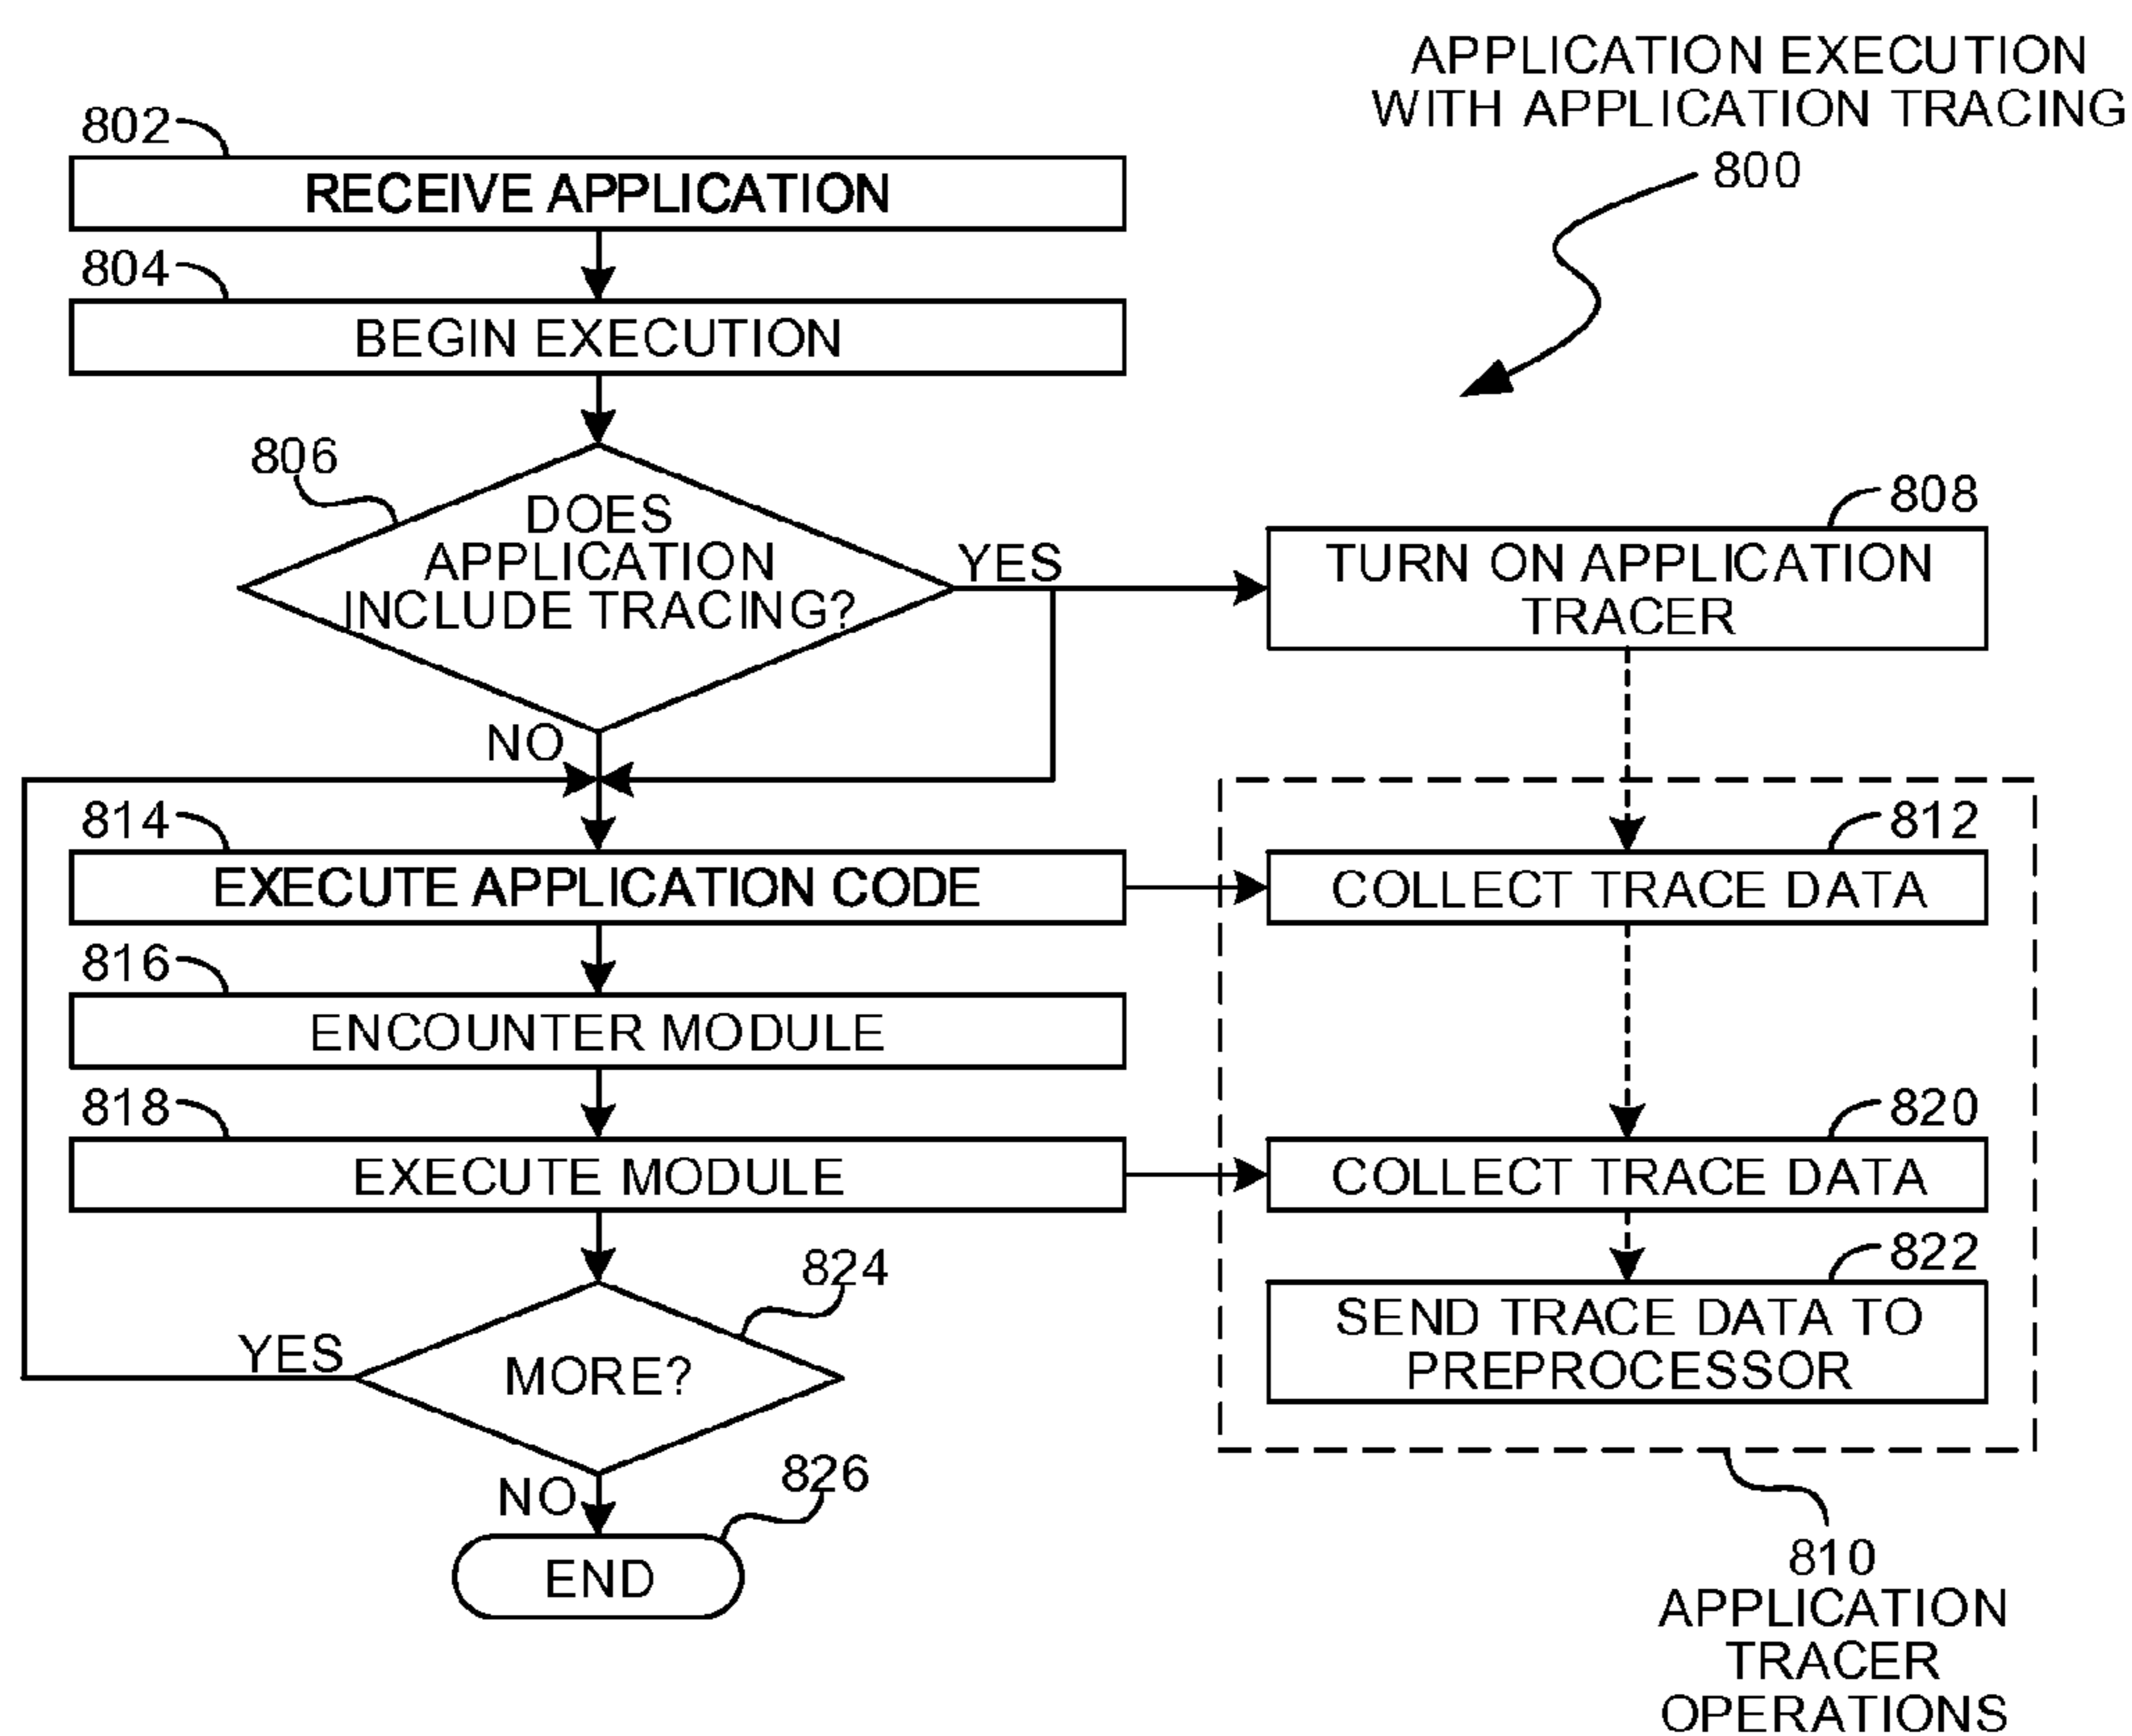 APPLICATION EXECUTION
WITH APPLICATION TRACING
800
802
RECEIVE APPLICATION
804
BEGIN EXECUTION
806
DOES
APPLICATION
INCLUDE TRACING?
YES
NO
808
TURN ON APPLICATION
TRACER
814
EXECUTE APPLICATION CODE
812
COLLECT TRACE DATA
816
ENCOUNTER MODULE
818
EXECUTE MODULE
820
COLLECT TRACE DATA
822
SEND TRACE DATA TO
PREPROCESSOR
824
MORE?
YES
NO
826
END
810
APPLICATION
TRACER
OPERATIONS